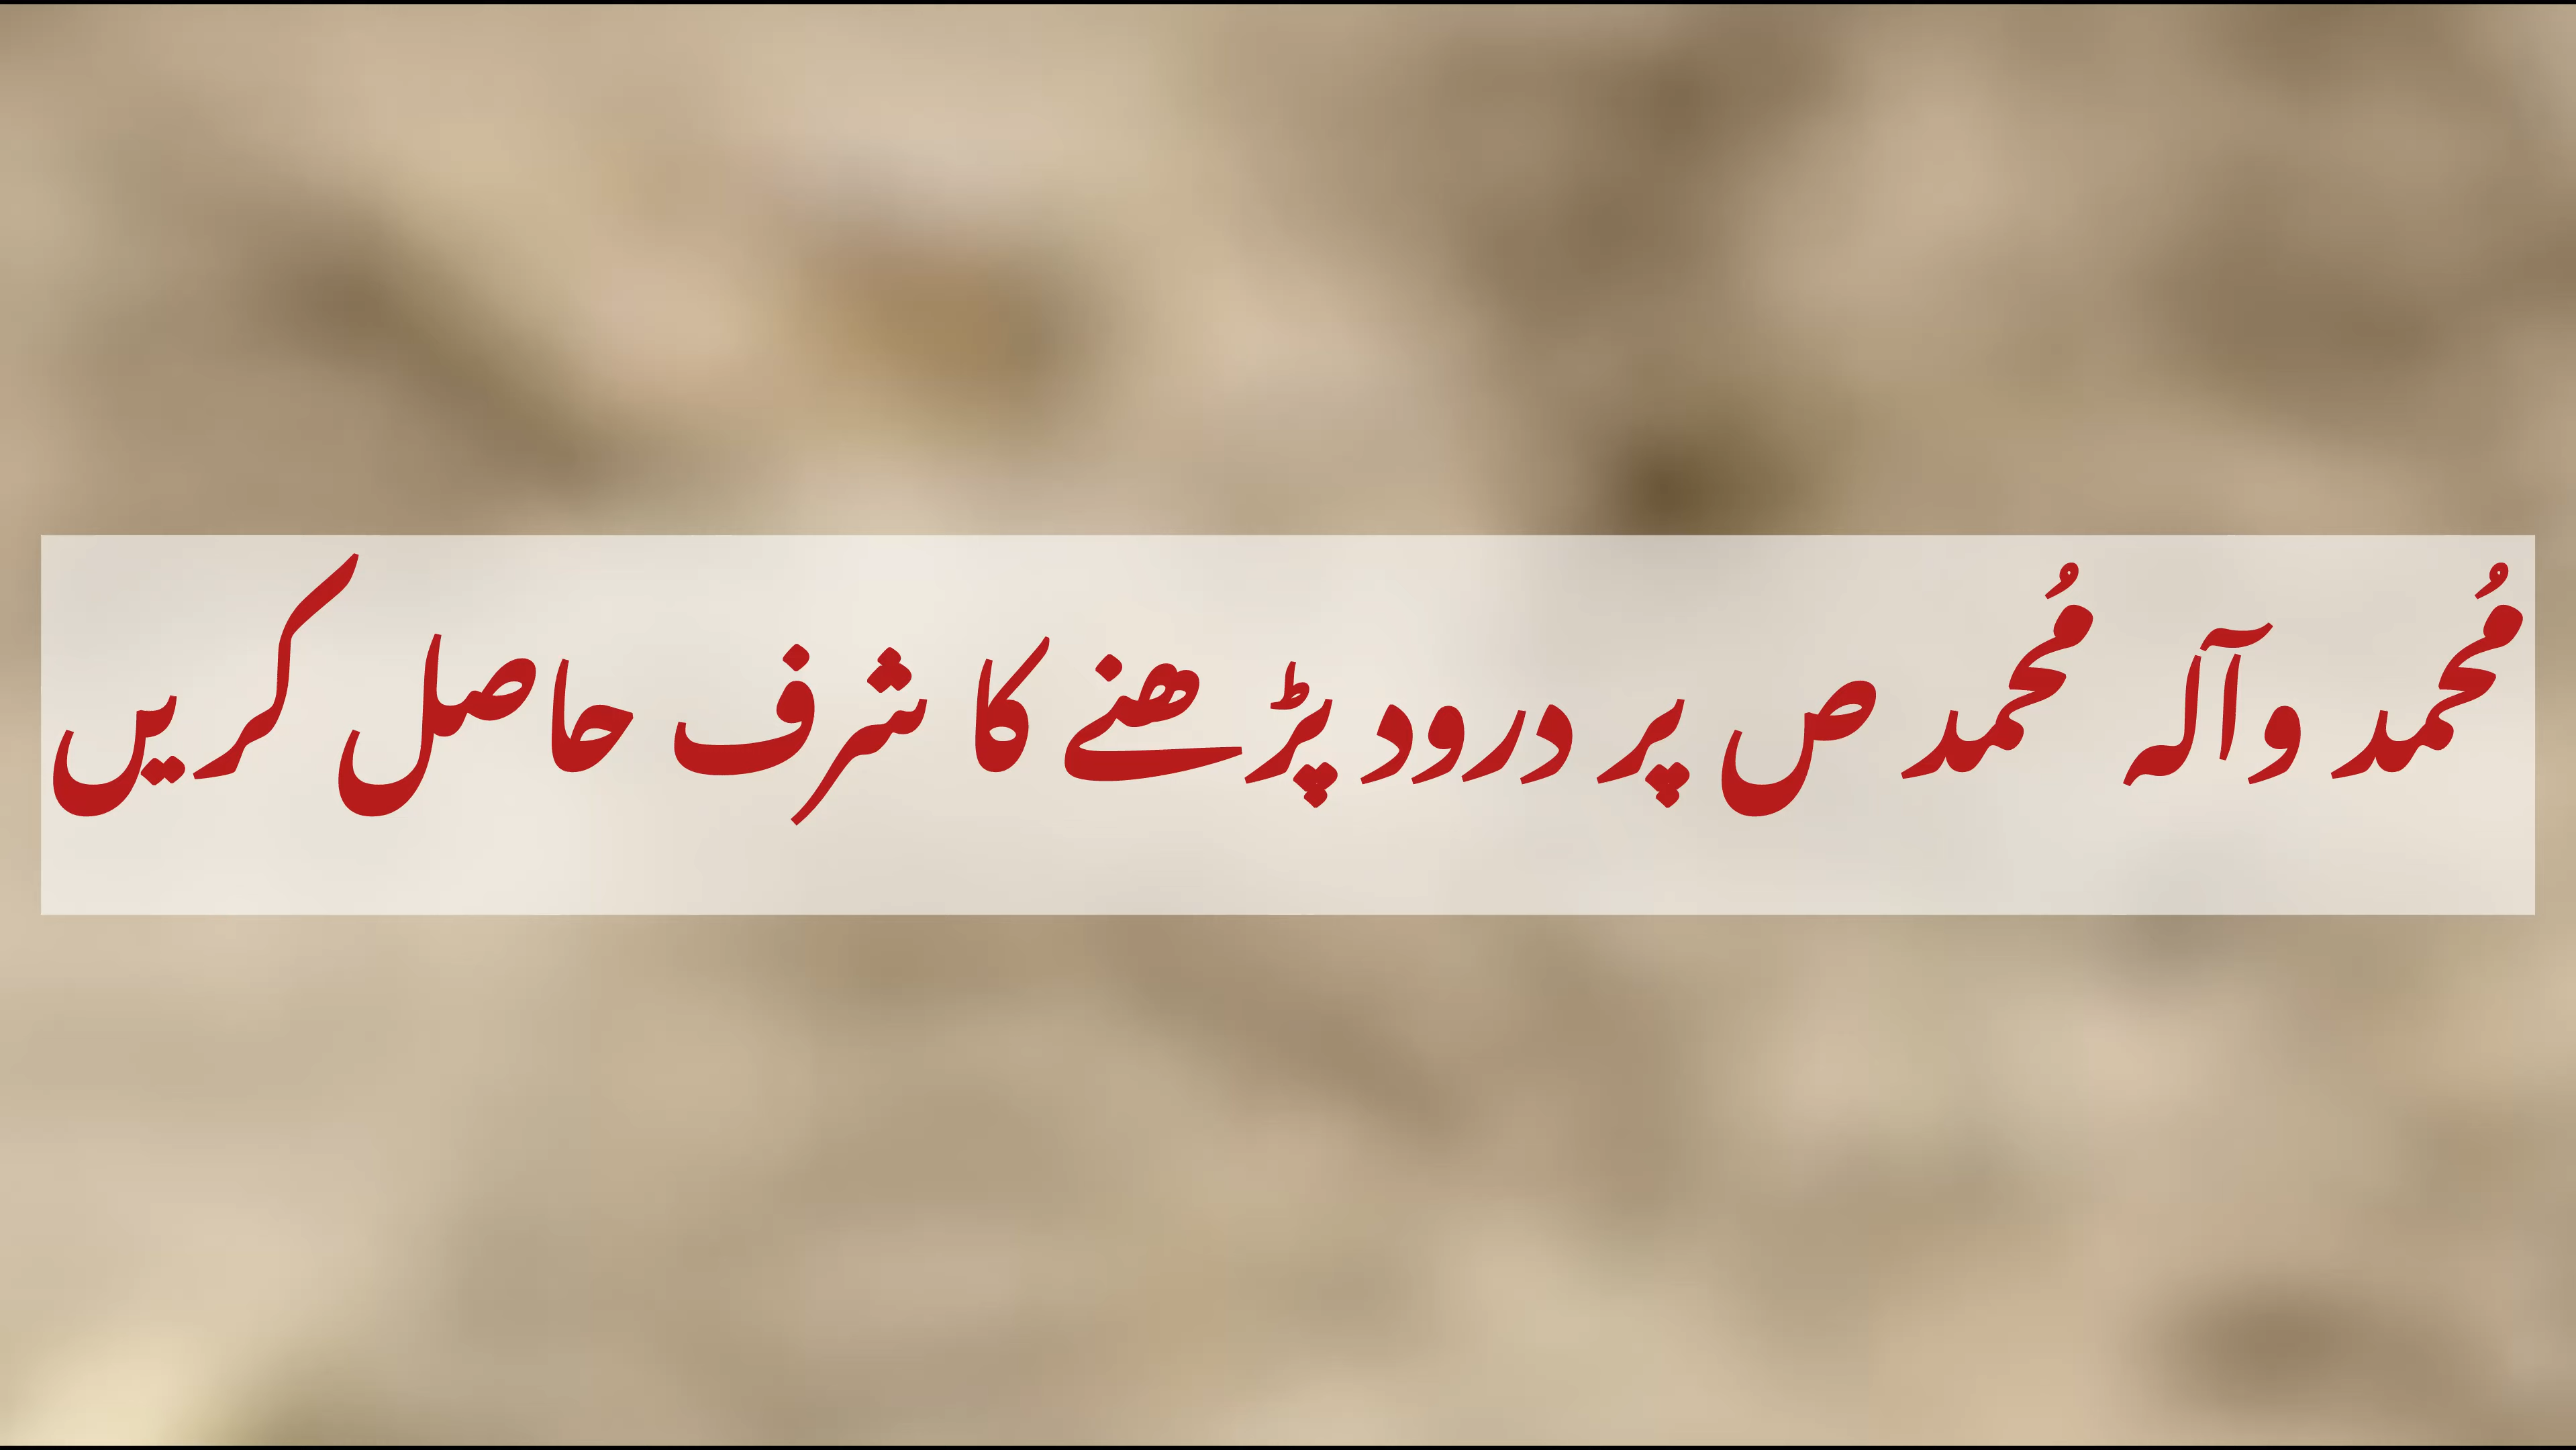 مُحمد وآلہ مُحمد ص پر درود پڑھنے کا شرف حاصل کریں